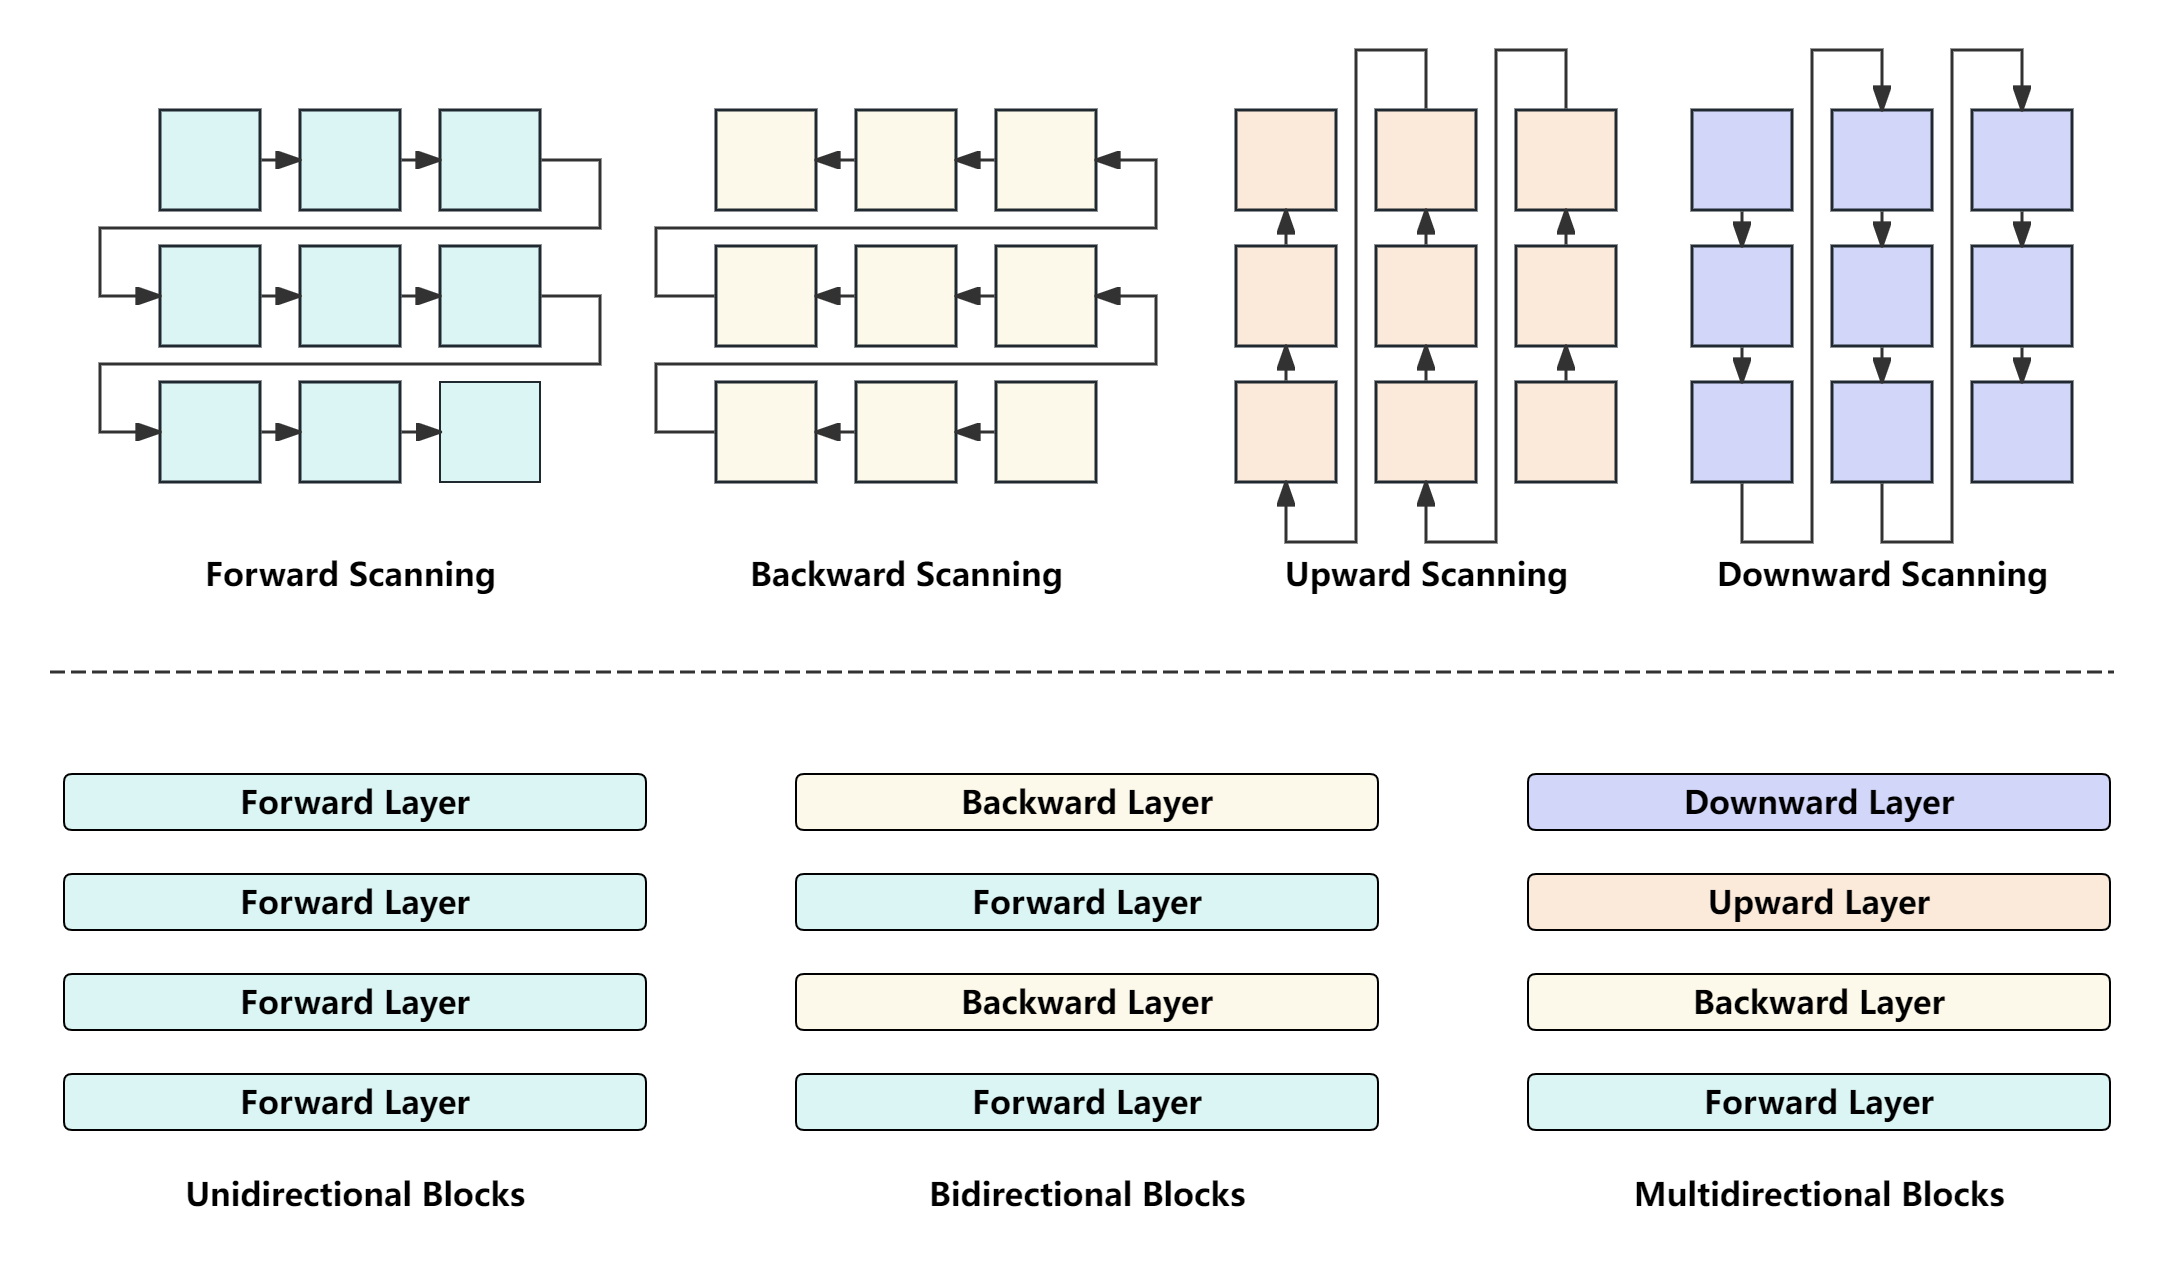 Forward Scanning
Backward Scanning
Upward Scanning
Downward Scanning
Forward Layer
Forward Layer
Forward Layer
Forward Layer
Unidirectional Blocks
Backward Layer
Forward Layer
Backward Layer
Forward Layer
Bidirectional Blocks
Downward Layer
Upward Layer
Backward Layer
Forward Layer
Multidirectional Blocks